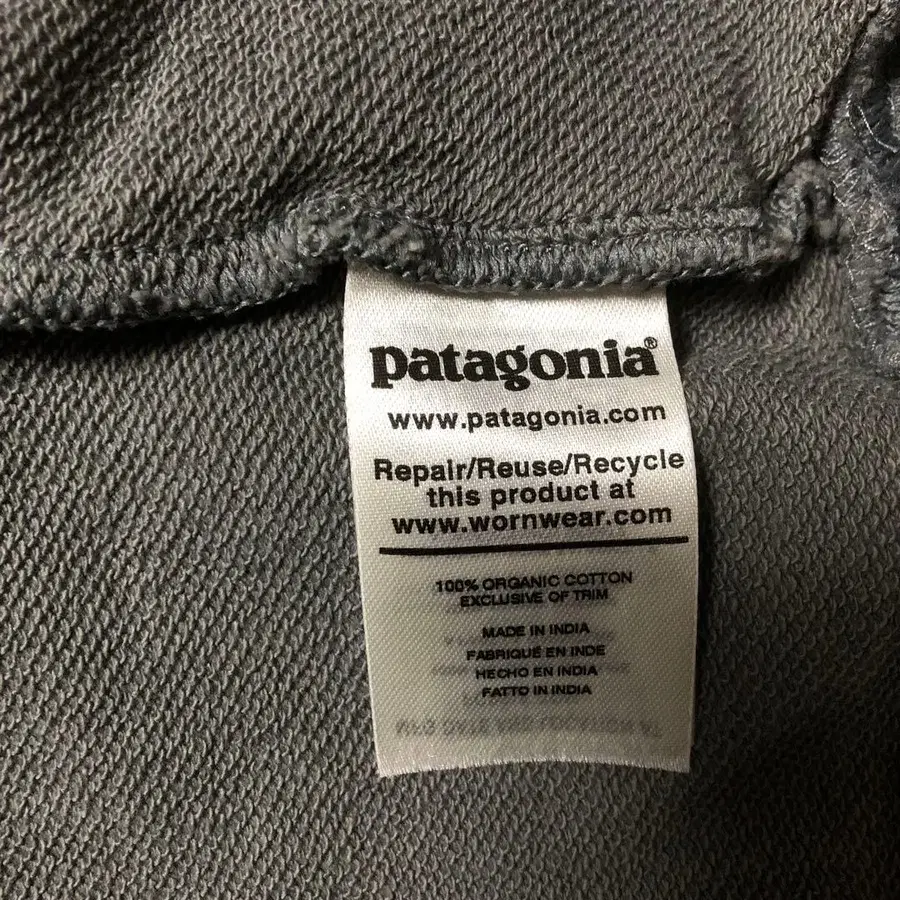 patagonia®
www.patagonia.com
Repair/Reuse/Recycle
this product at
www.wornwear.com
100% ORGANIC COTTON
EXCLUSIVE OF TRIM
MADE IN INDIA
FABRIQUÉ EN INDE
HECHO EN INDIA
FATTO IN INDIA